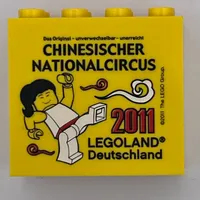 Das Original - unverwechselbar - unerreicht
CHINESISCHER
NATIONALCIRCUS
2011
LEGOLAND®
Deutschland
©2011 The LEGO Group.